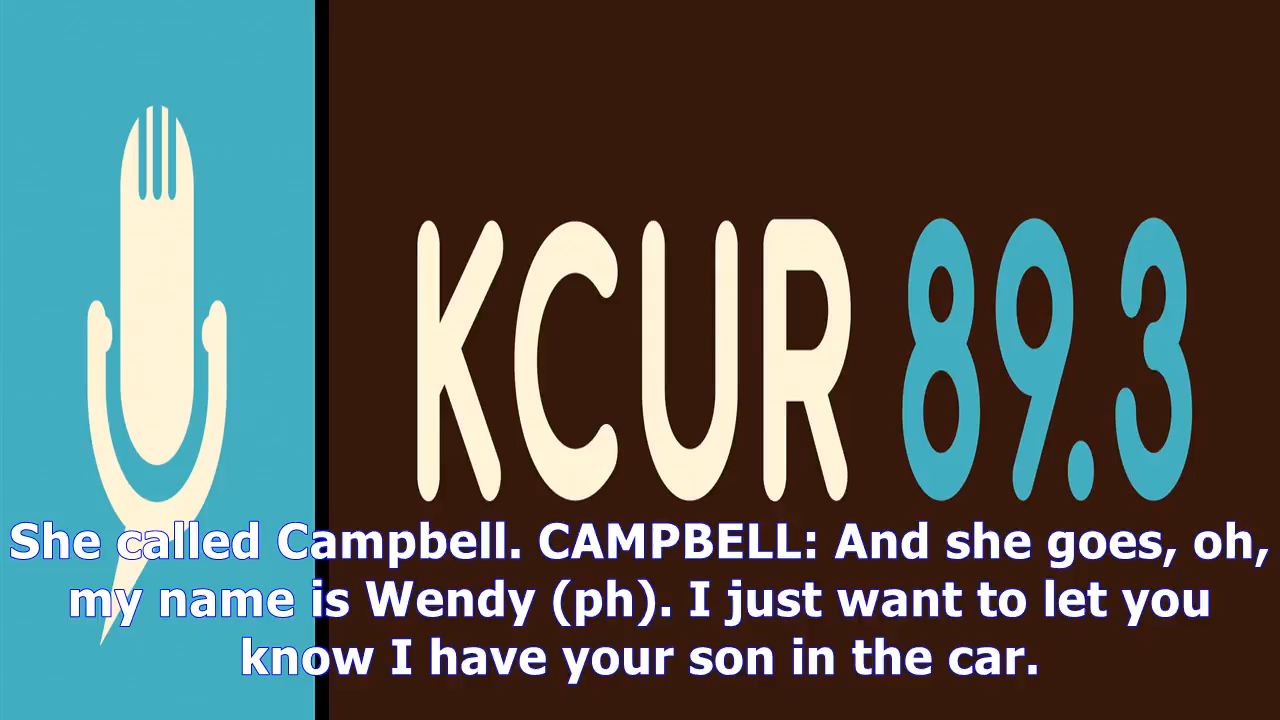 KCUR 89.3
She called Campbell. CAMPBELL: And she goes, oh,
my name is Wendy (ph). I just want to let you
know I have your son in the car.